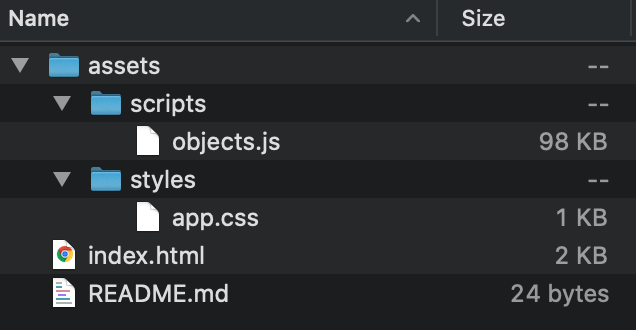 Name Size
assets --
scripts --
objects.js 98 KB
styles --
app.css 1 KB
index.html 2 KB
README.md 24 bytes